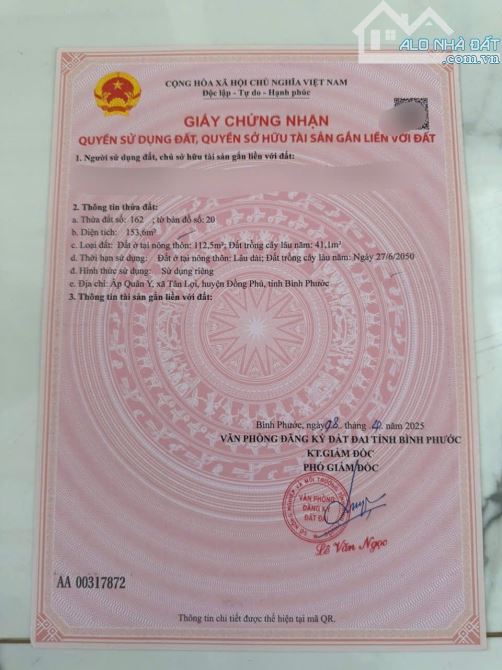 ALO NHÀ ĐẤT
.com.vn
CỘNG HÒA XÃ HỘI CHỦ NGHĨA VIỆT NAM
Độc lập - Tự do - Hạnh phúc
GIẤY CHỨNG NHẬN
QUYỀN SỬ DỤNG ĐẤT, QUYỀN SỞ HỮU TÀI SẢN GẮN LIỀN VỚI ĐẤT
1. Người sử dụng đất, chủ sở hữu tài sản gắn liền với đất:
2. Thông tin thửa đất:
a. Thửa đất số: 162 ; tờ bản đồ số: 20
b. Diện tích: 153,6m²
c. Loại đất: Đất ở tại nông thôn: 112,5m²; Đất trồng cây lâu năm: 41,1m²
d. Thời hạn sử dụng: Đất ở tại nông thôn: Lâu dài; Đất trồng cây lâu năm: Ngày 27/6/2050
đ. Hình thức sử dụng: Sử dụng riêng
e. Địa chỉ: Ấp Quân Y, xã Tân Lợi, huyện Đồng Phú, tỉnh Bình Phước
3. Thông tin tài sản gắn liền với đất:
Bình Phước, ngày 08 tháng 4 năm 2025
VĂN PHÒNG ĐĂNG KÝ ĐẤT ĐAI TỈNH BÌNH PHƯỚC
KT.GIÁM ĐỐC
PHÓ GIÁM ĐỐC
VĂN PHÒNG
ĐĂNG KÝ
ĐẤT ĐAI
Lê Văn Ngọc
AA 00317872
Thông tin chi tiết được thể hiện tại mã QR.